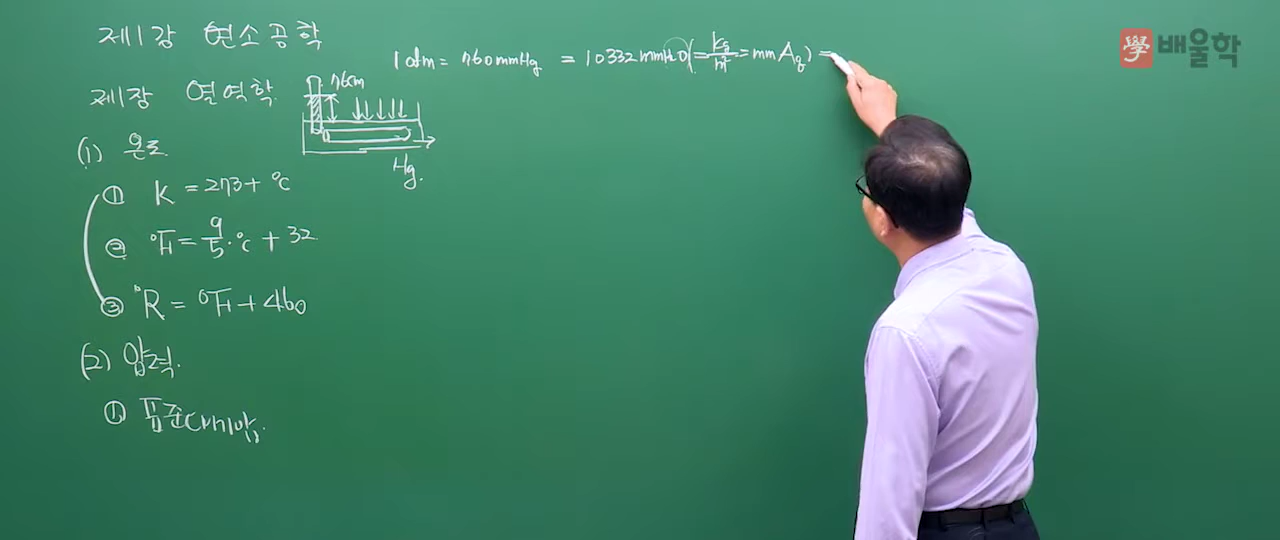 제1강 연소공학
제1장 열역학
(1) 온도
① K = 273 + °C
② °F = 9/5 · °C + 32
③ °R = °F + 460
(2) 압력.
① 표준대기압.
1atm = 760mmHg = 10332mmH2O (= kg/m² = mmAq) =
76cm
Hg.
學 배울학